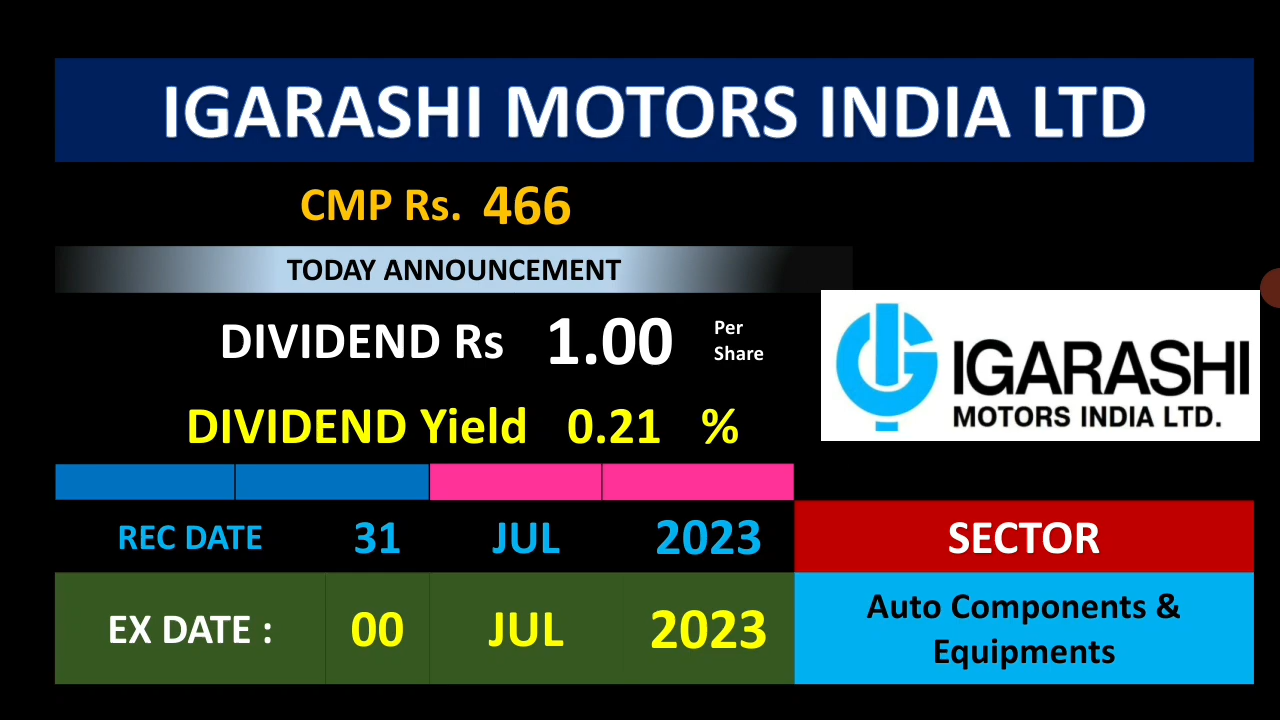 IGARASHI MOTORS INDIA LTD
CMP Rs. 466
TODAY ANNOUNCEMENT
DIVIDEND Rs 1.00 Per Share
DIVIDEND Yield 0.21 %
IGARASHI
MOTORS INDIA LTD.
REC DATE 31 JUL 2023
SECTOR
EX DATE : 00 JUL 2023
Auto Components &
Equipments